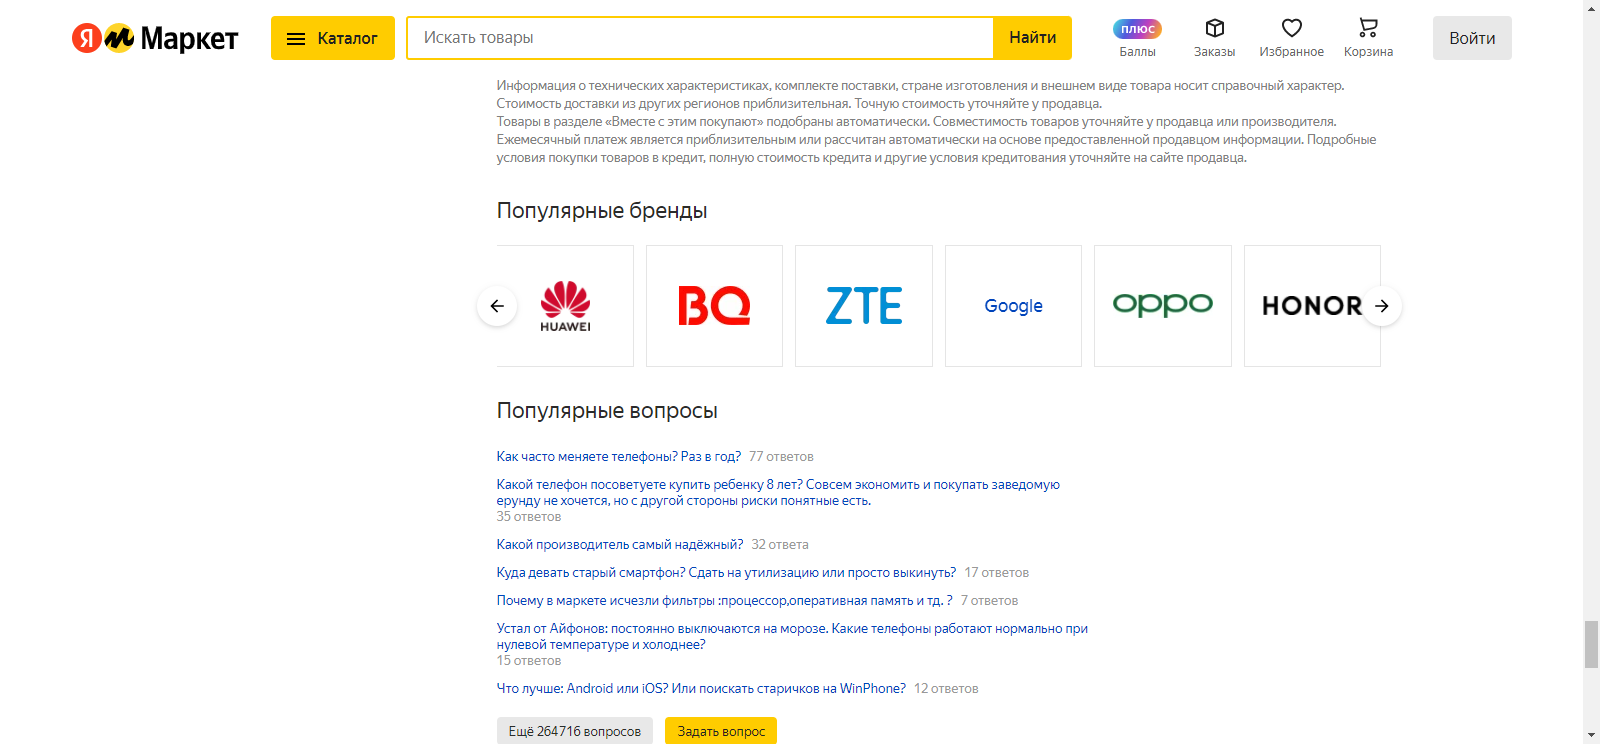 Я Маркет
Каталог
Искать товары
Найти
плюс
Баллы
Заказы
Избранное
Корзина
Войти
Информация о технических характеристиках, комплекте поставки, стране изготовления и внешнем виде товара носит справочный характер.
Стоимость доставки из других регионов приблизительная. Точную стоимость уточняйте у продавца.
Товары в разделе «Вместе с этим покупают» подобраны автоматически. Совместимость товаров уточняйте у продавца или производителя.
Ежемесячный платеж является приблизительным или рассчитан автоматически на основе предоставленной продавцом информации. Подробные
условия покупки товаров в кредит, полную стоимость кредита и другие условия кредитования уточняйте на сайте продавца.
Популярные бренды
HUAWEI
BQ
ZTE
Google
oppo
HONOR
Популярные вопросы
Как часто меняете телефоны? Раз в год? 77 ответов
Какой телефон посоветуете купить ребенку 8 лет? Совсем экономить и покупать заведомую
ерунду не хочется, но с другой стороны риски понятные есть.
35 ответов
Какой производитель самый надёжный? 32 ответа
Куда девать старый смартфон? Сдать на утилизацию или просто выкинуть? 17 ответов
Почему в маркете исчезли фильтры :процессор,оперативная память и тд. ? 7 ответов
Устал от Айфонов: постоянно выключаются на морозе. Какие телефоны работают нормально при
нулевой температуре и холоднее?
15 ответов
Что лучше: Android или iOS? Или поискать старичков на WinPhone? 12 ответов
Ещё 264716 вопросов
Задать вопрос